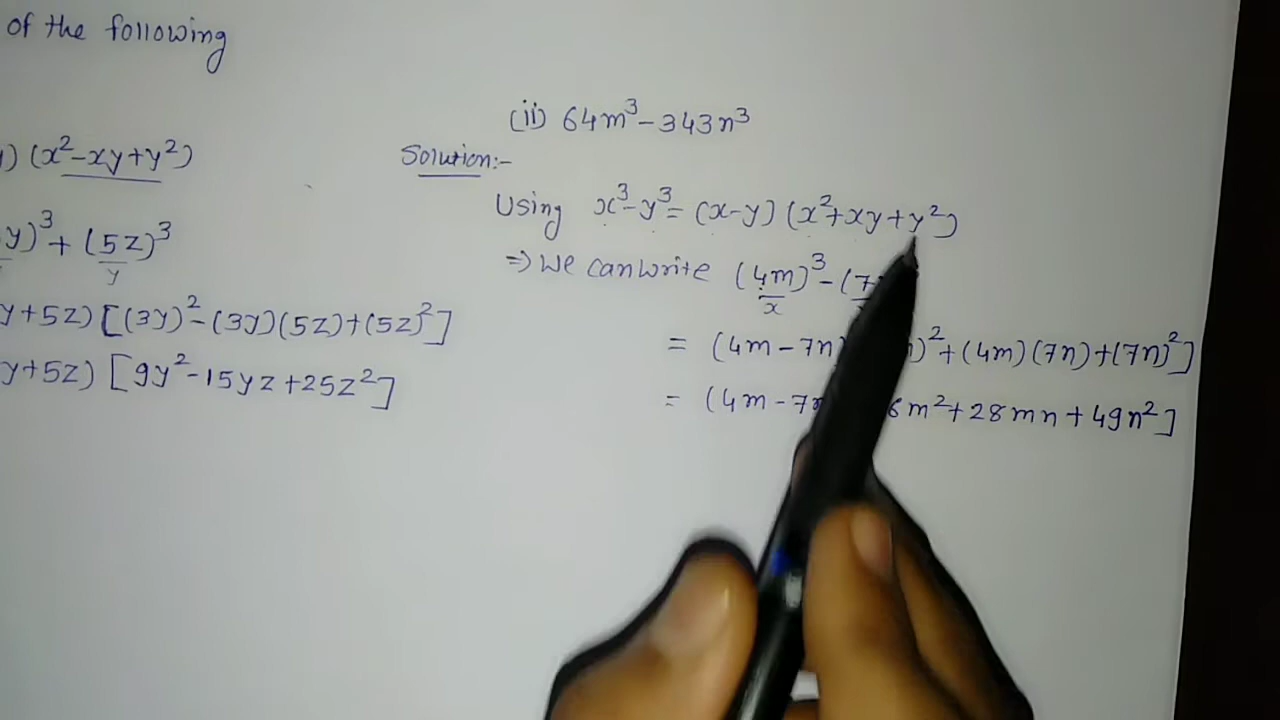 of the following
) (x²-xy+y²)
y)³+ (5z)³
y
y+5z) [(3y)²-(3y)(5z)+(5z)²]
y+5z) [9y²-15yz+25z²]
(ii) 64m³-343n³
Solution:-
Using x³-y³= (x-y) (x²+xy+y²)
⇒ We can write (4m)³-(7
x
= (4m-7n) )²+(4m)(7n)+(7n)²]
= (4m-7n 6m²+28mn+49n²]